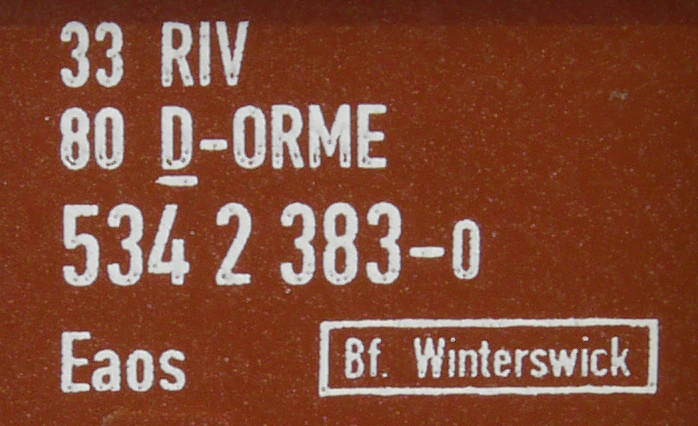 33 RIV
80 D-ORME
534 2 383-0
Eaos
Bf. Winterswick